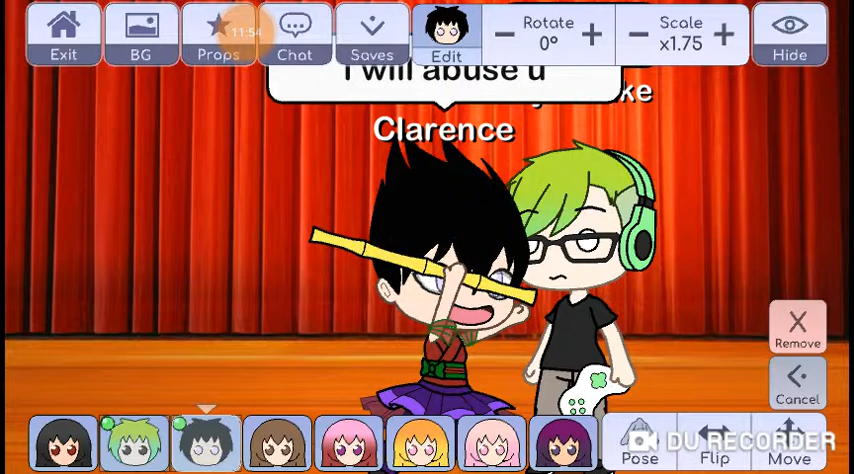 11:54
Exit
BG
Props
Chat
Saves
Edit
Rotate
0°
Scale
x1.75
Hide
I will abuse u
ke
Clarence
Remove
Cancel
Pose
Flip
Move
DU RECORDER